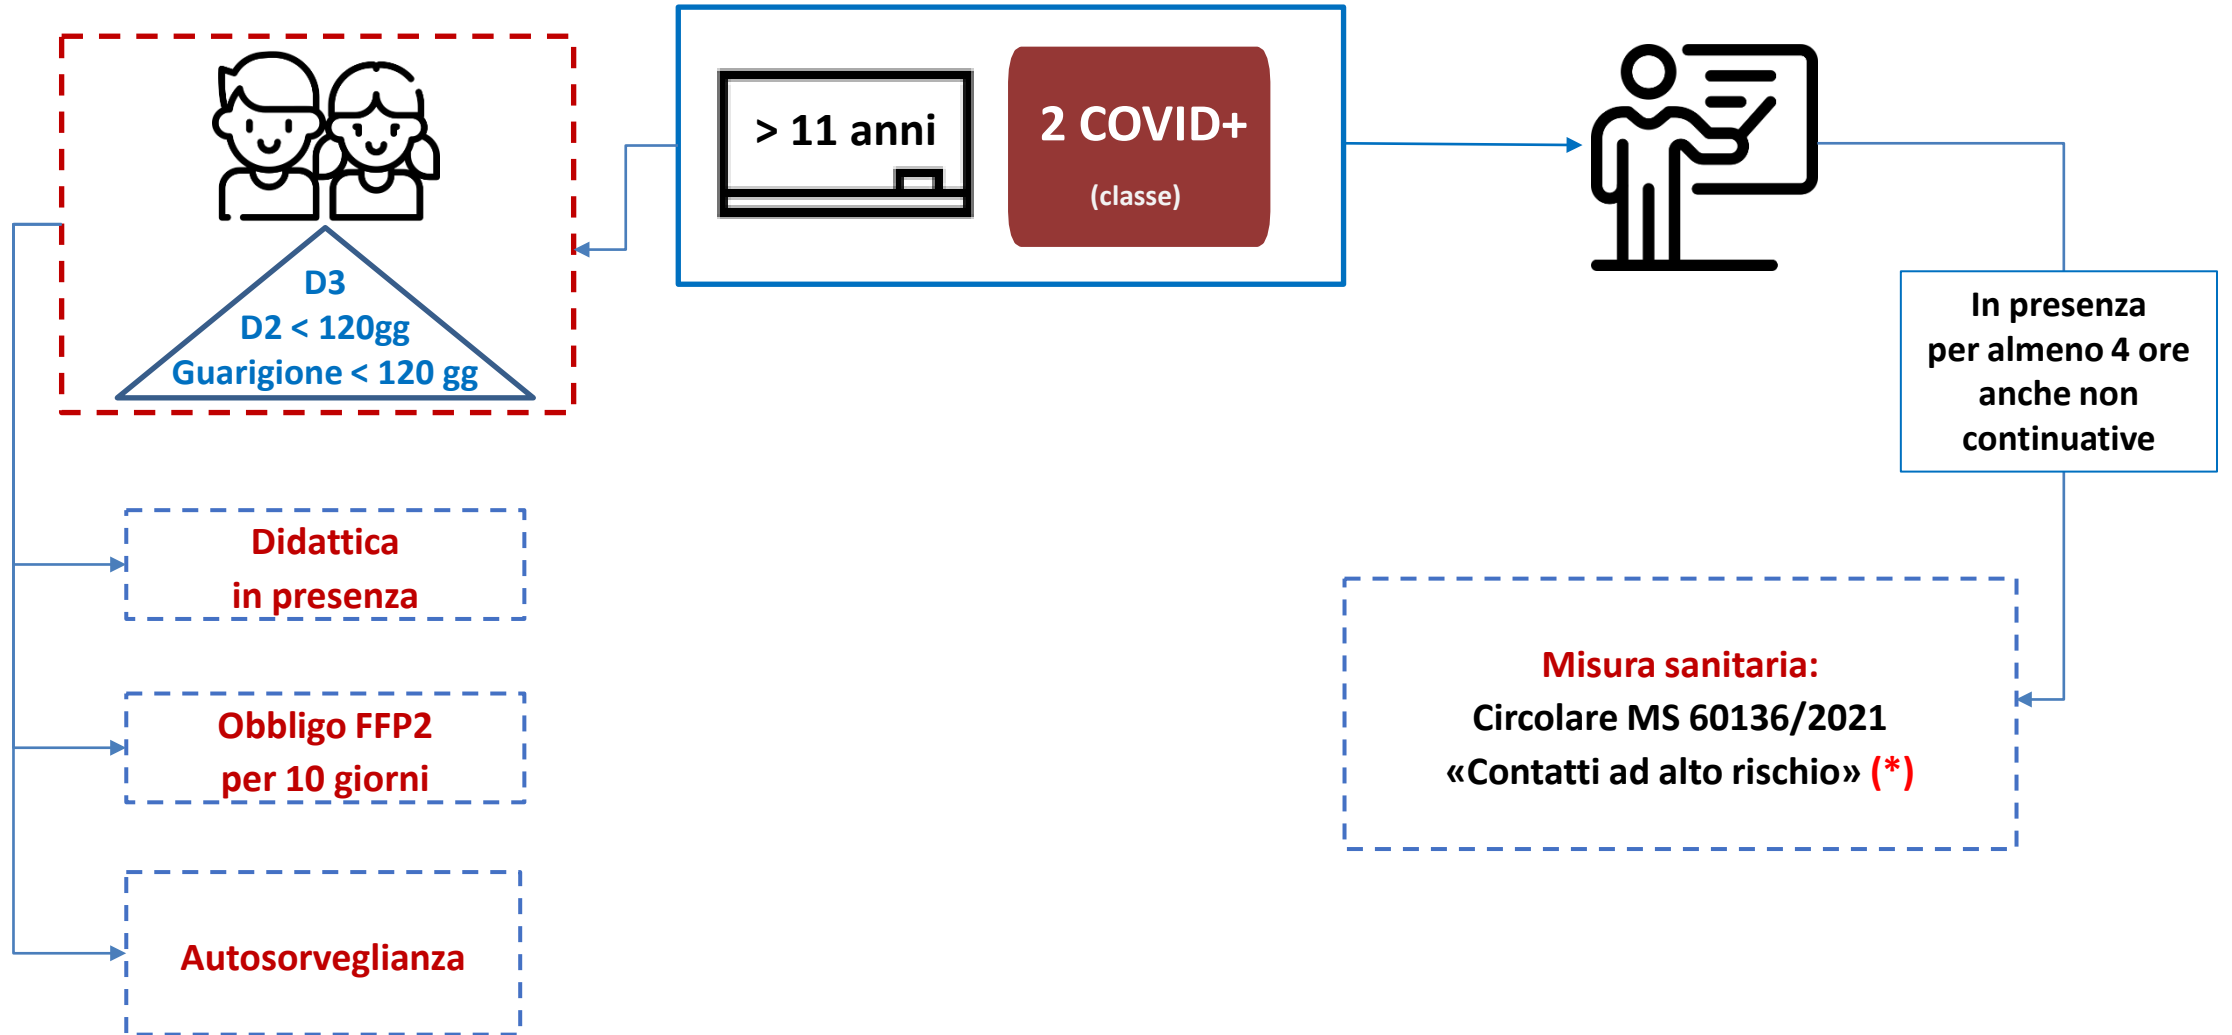 > 11 anni
2 COVID+
(classe)
D3
D2 < 120gg
Guarigione < 120 gg
In presenza
per almeno 4 ore
anche non
continuative
Didattica
in presenza
Obbligo FFP2
per 10 giorni
Autosorveglianza
Misura sanitaria:
Circolare MS 60136/2021
«Contatti ad alto rischio» (*)